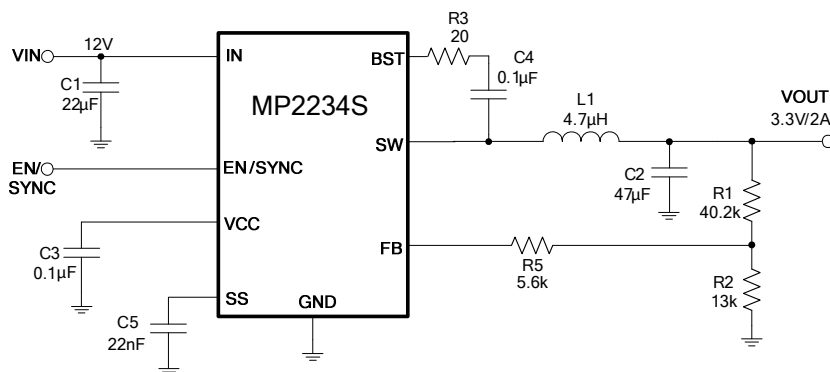 R3
20
VIN
12V
IN
BST
C4
0.1µF
C1
22µF
MP2234S
L1
4.7µH
VOUT
3.3V/2A
SW
EN/
SYNC
EN/SYNC
C2
47µF
R1
40.2k
VCC
C3
0.1µF
FB
R5
5.6k
R2
13k
SS
GND
C5
22nF